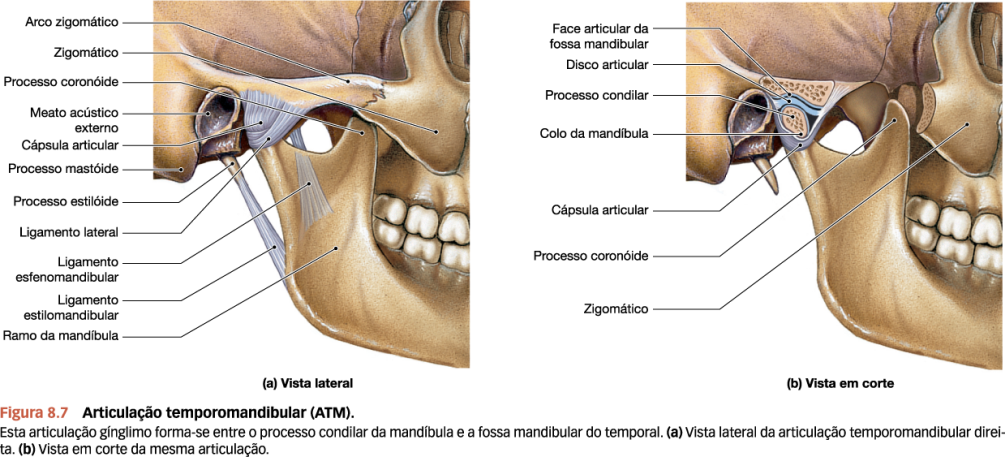 Arco zigomático
Zigomático
Processo coronóide
Meato acústico
externo
Cápsula articular
Processo mastóide
Processo estilóide
Ligamento lateral
Ligamento
esfenomandibular
Ligamento
estilomandibular
Ramo da mandíbula
(a) Vista lateral
Face articular da
fossa mandibular
Disco articular
Processo condilar
Colo da mandíbula
Cápsula articular
Processo coronóide
Zigomático
(b) Vista em corte
Figura 8.7 Articulação temporomandibular (ATM).
Esta articulação gínglimo forma-se entre o processo condilar da mandíbula e a fossa mandibular do temporal. (a) Vista lateral da articulação temporomandibular direi-
ta. (b) Vista em corte da mesma articulação.